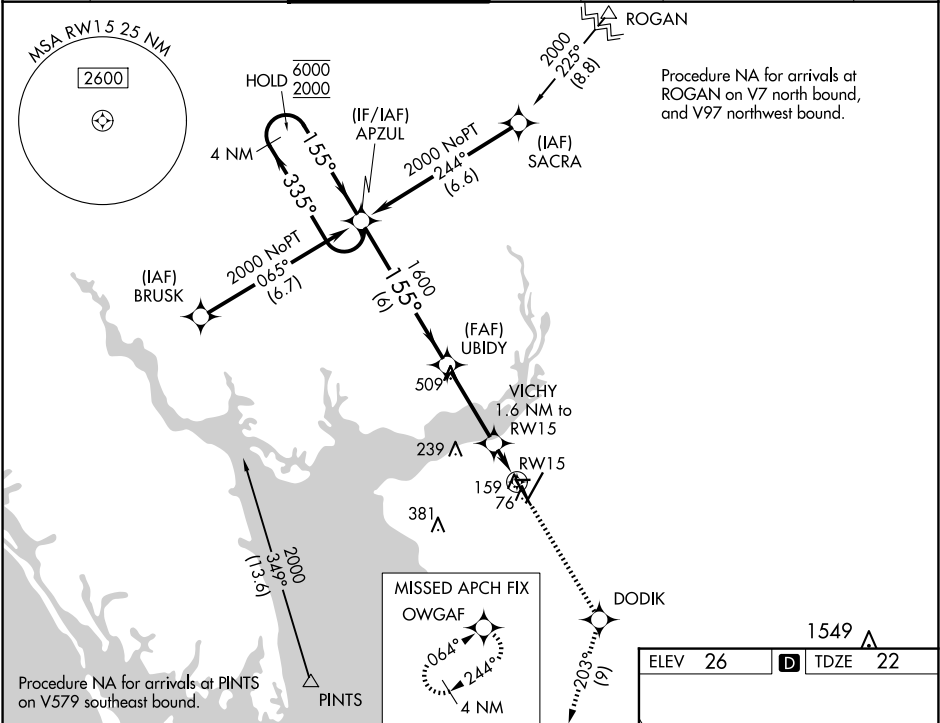 MSA RW15 25 NM
2600
HOLD
6000
2000
(IF/IAF)
APZUL
4 NM
155°
335°
ROGAN
2000
225°
(8.8)
Procedure NA for arrivals at
ROGAN on V7 north bound,
and V97 northwest bound.
(IAF)
SACRA
2000 NoPT
244°
(6.6)
2000 NoPT
065°
(6.7)
(IAF)
BRUSK
1600
155°
(6)
(FAF)
UBIDY
509
VICHY
1.6 NM to
RW15
239
RW15
159
76
381
2000
349°
(13.6)
MISSED APCH FIX
OWGAF
064°
244°
4 NM
DODIK
203°
(9)
1549
ELEV 26
D
TDZE 22
Procedure NA for arrivals at PINTS
on V579 southeast bound.
PINTS